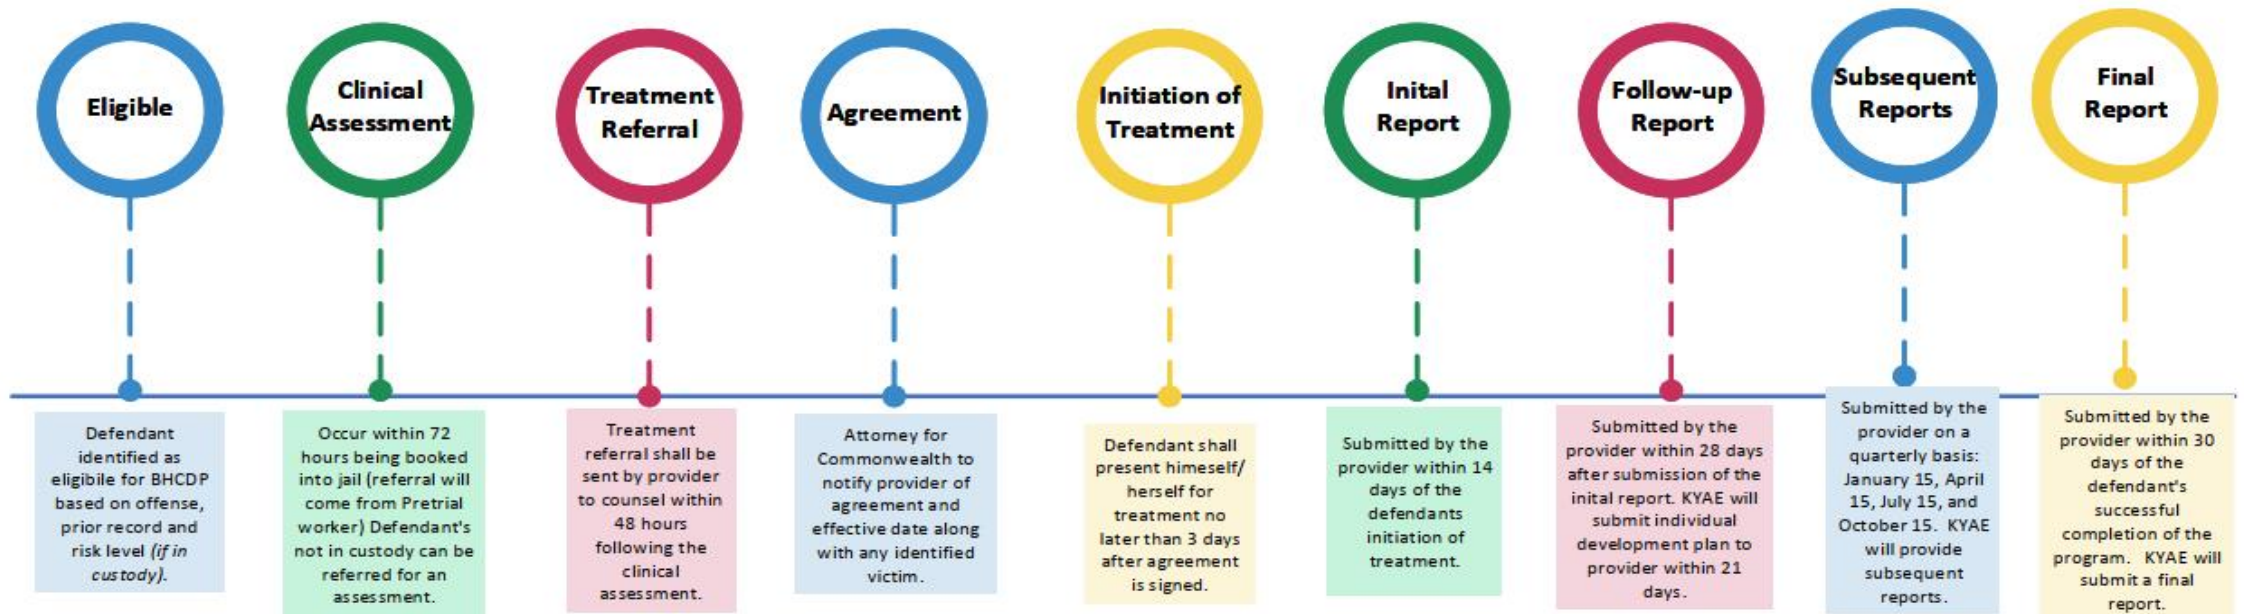 Eligible
Clinical
Assessment
Treatment
Referral
Agreement
Initiation of
Treatment
Inital
Report
Follow-up
Report
Subsequent
Reports
Final
Report
Defendant
identified as
eligibile for BHCDP
based on offense,
prior record and
risk level (if in
custody).
Occur within 72
hours being booked
into jail (referral will
come from Pretrial
worker) Defendant's
not in custody can be
referred for an
assessment.
Treatment
referral shall be
sent by provider
to counsel within
48 hours
following the
clinical
assessment.
Attorney for
Commonwealth to
notify provider of
agreement and
effective date along
with any identified
victim.
Defendant shall
present himeself/
herself for
treatment no
later than 3 days
after agreement
is signed.
Submitted by the
provider within 14
days of the
defendants
initiation of
treatment.
Submitted by the
provider within 28 days
after submission of the
inital report. KYAE will
submit individual
development plan to
provider within 21
days.
Submitted by the
provider on a
quarterly basis:
January 15, April
15, July 15, and
October 15. KYAE
will provide
subsequent
reports.
Submitted by the
provider within 30
days of the
defendant's
successful
completion of the
program. KYAE will
submit a final
report.